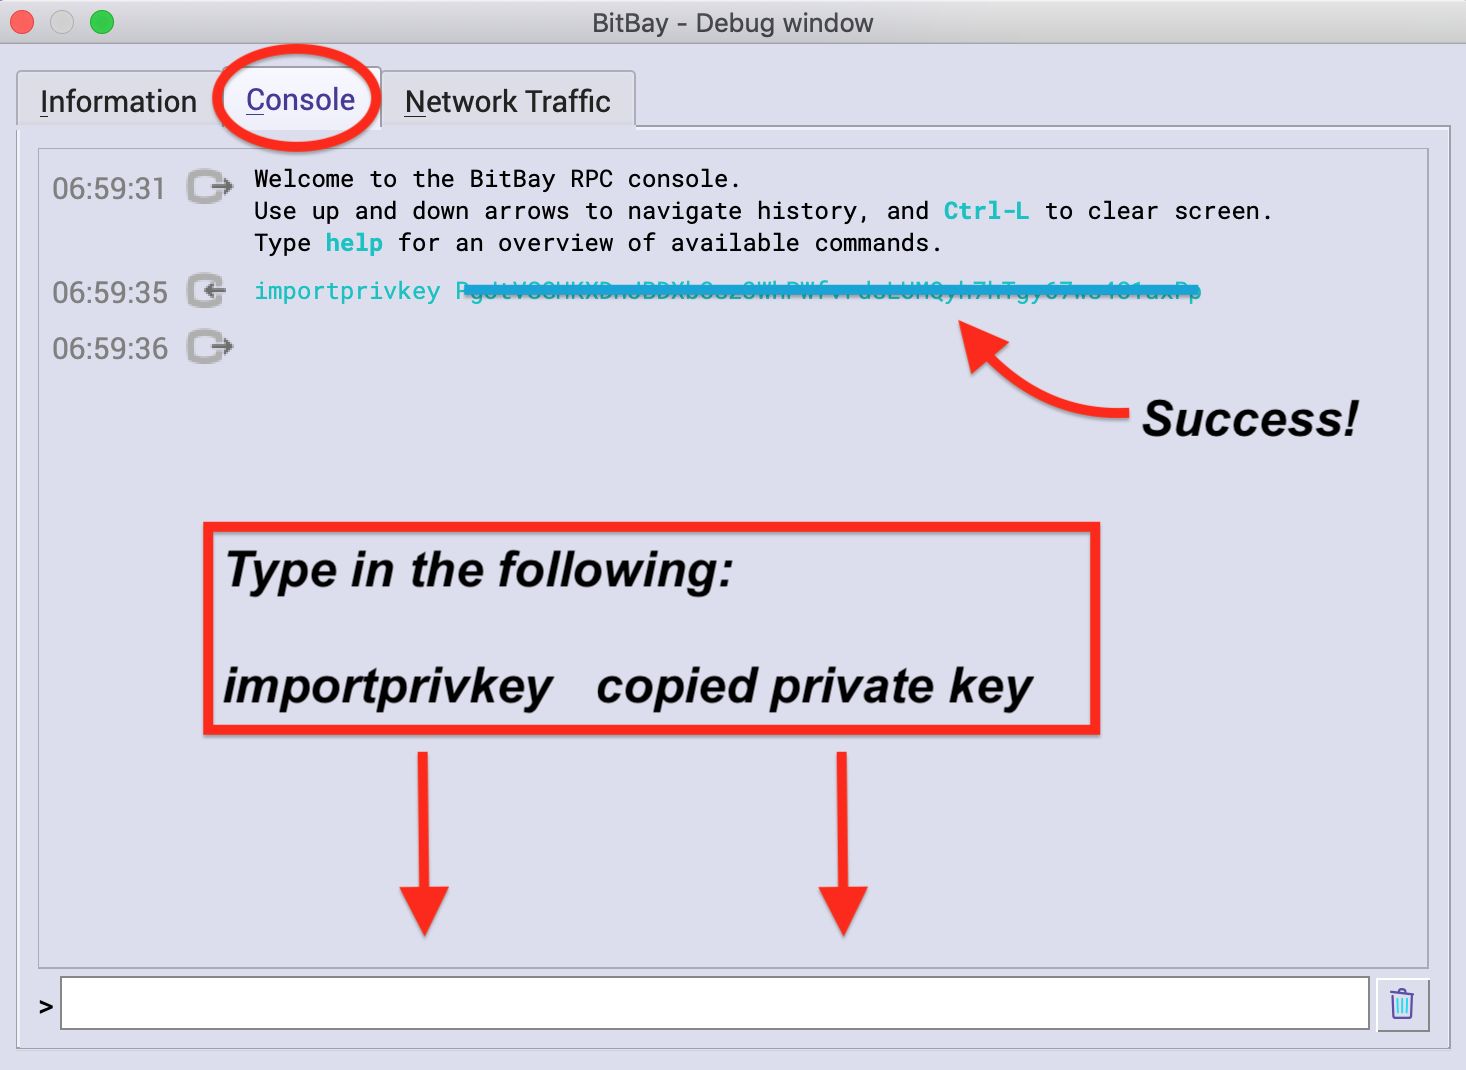 BitBay - Debug window
Information
Console
Network Traffic
06:59:31
Welcome to the BitBay RPC console.
Use up and down arrows to navigate history, and Ctrl-L to clear screen.
Type help for an overview of available commands.
06:59:35
importprivkey
06:59:36
Success!
Type in the following:
importprivkey copied private key
>